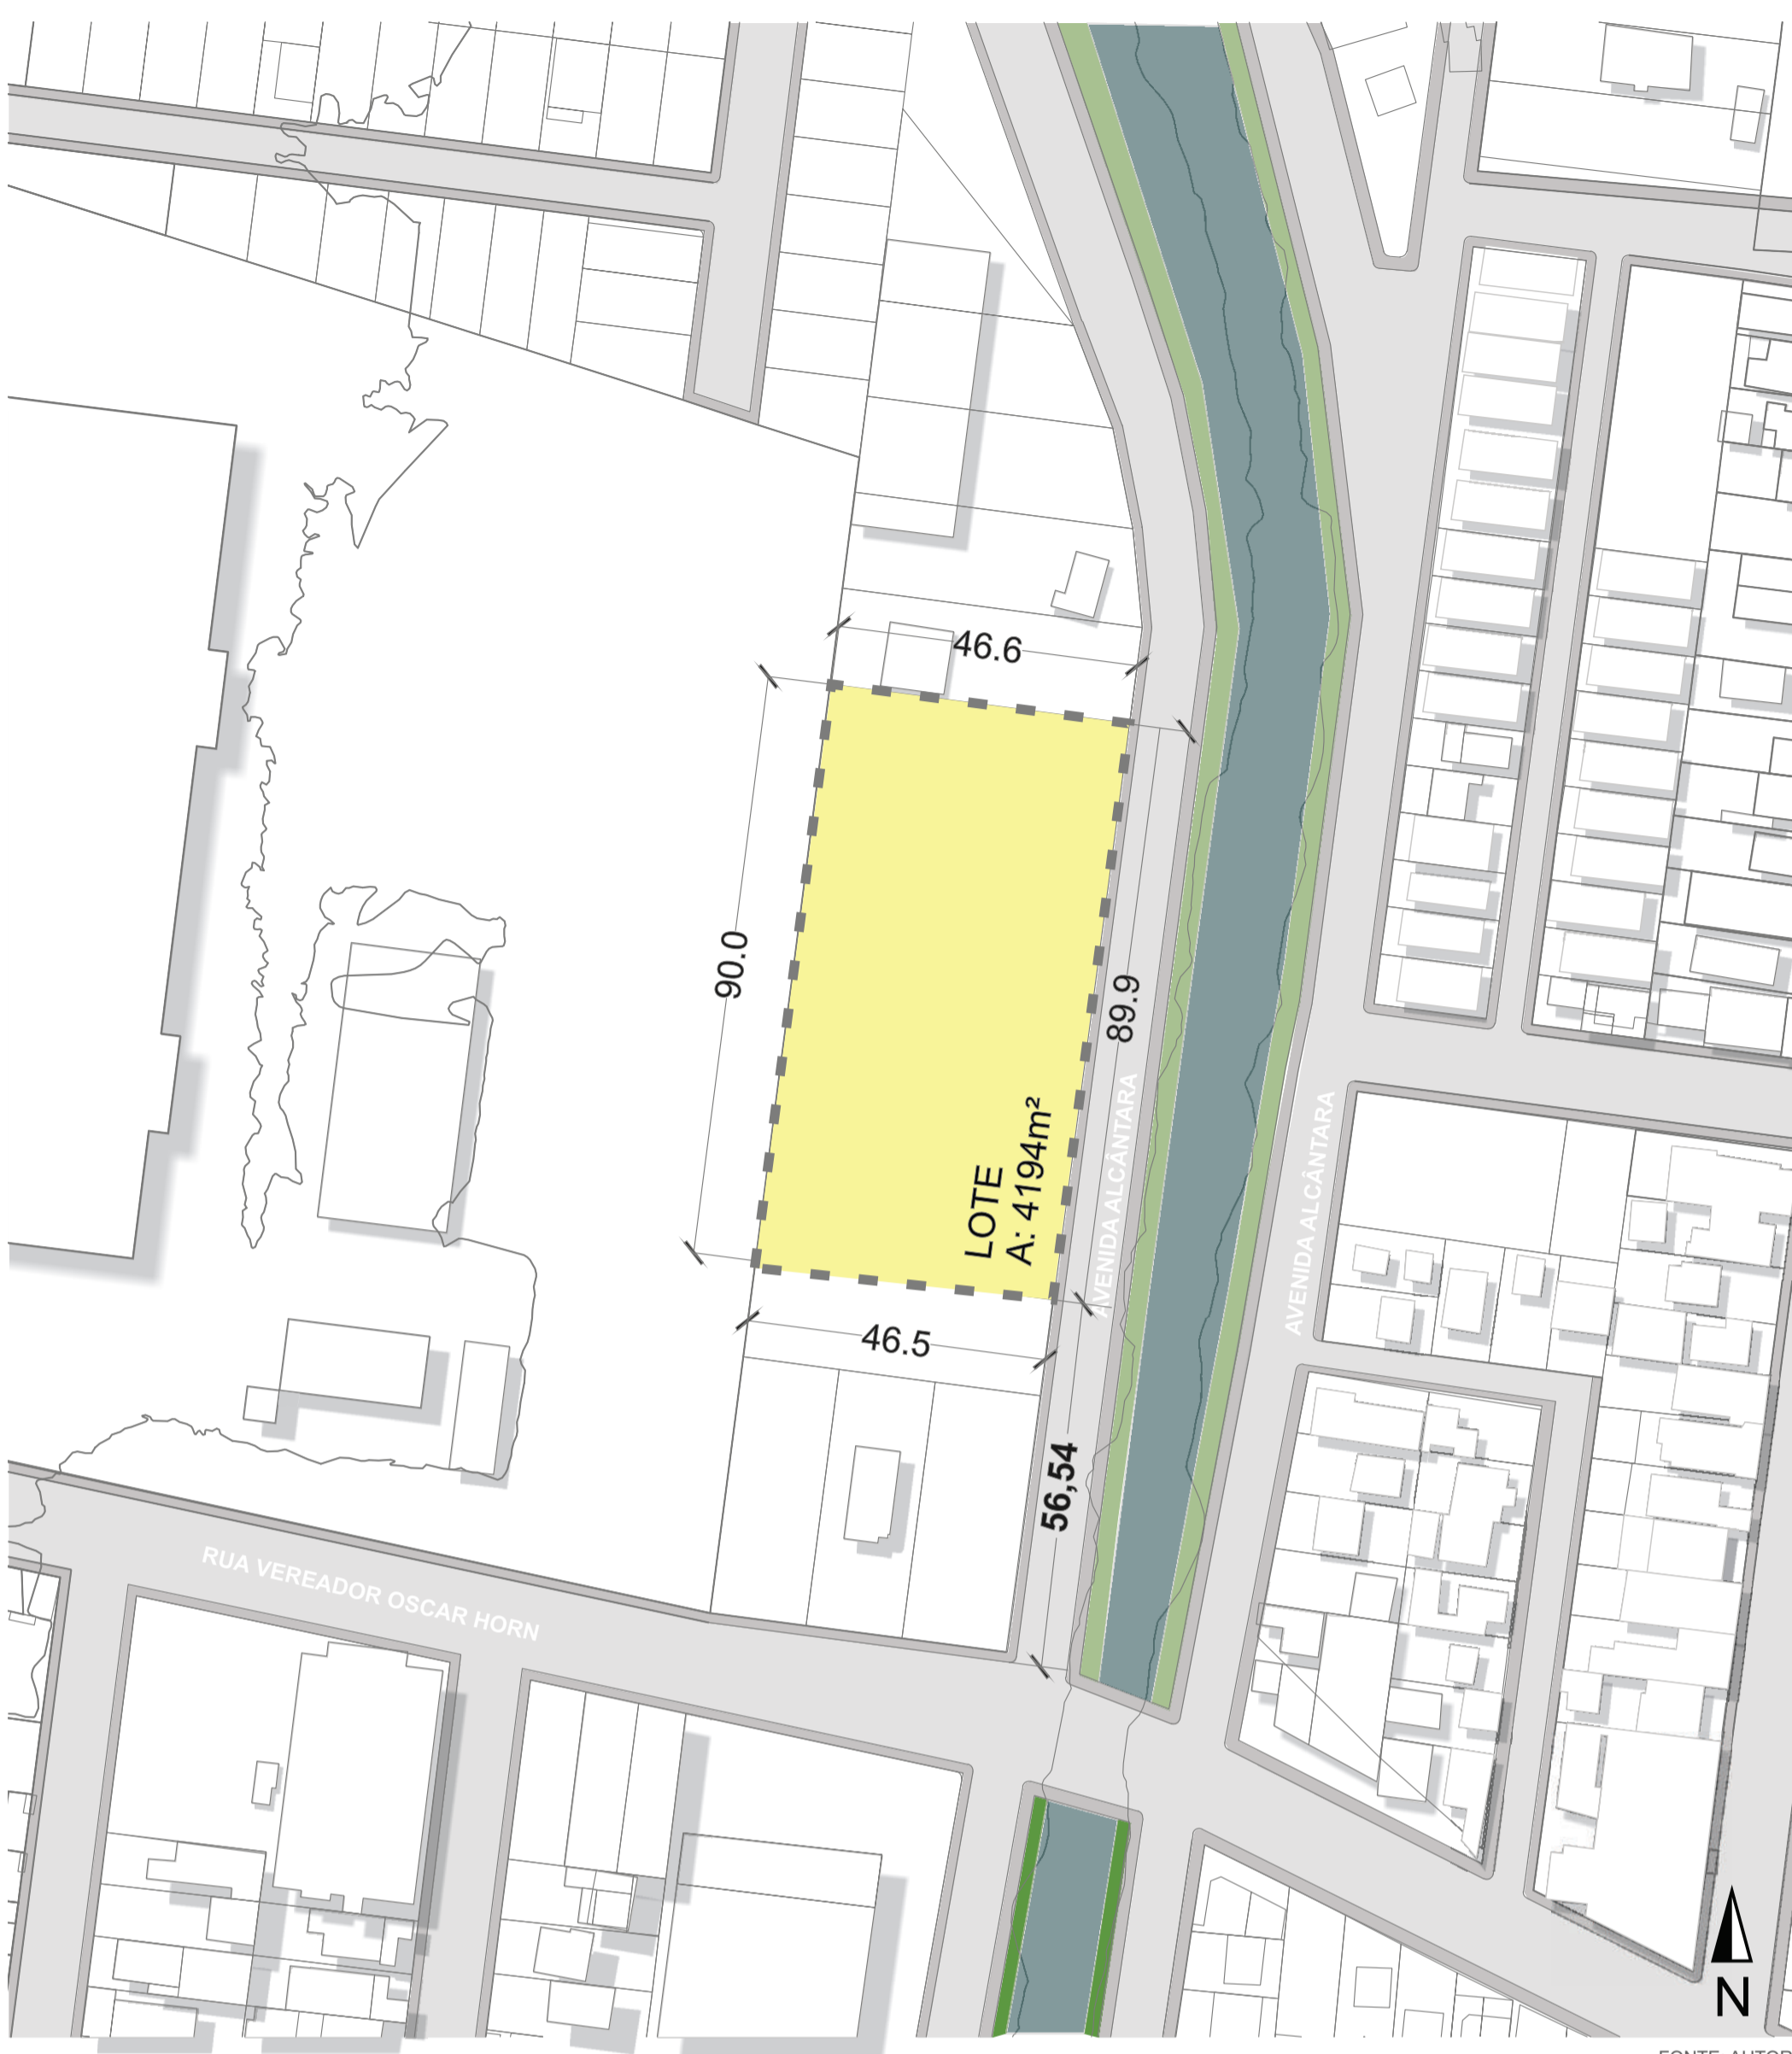 46.6
90.0
89.9
LOTE
A: 4194m²
AVENIDA ALCÂNTARA
AVENIDA ALCÂNTARA
46.5
56,54
RUA VEREADOR OSCAR HORN
N